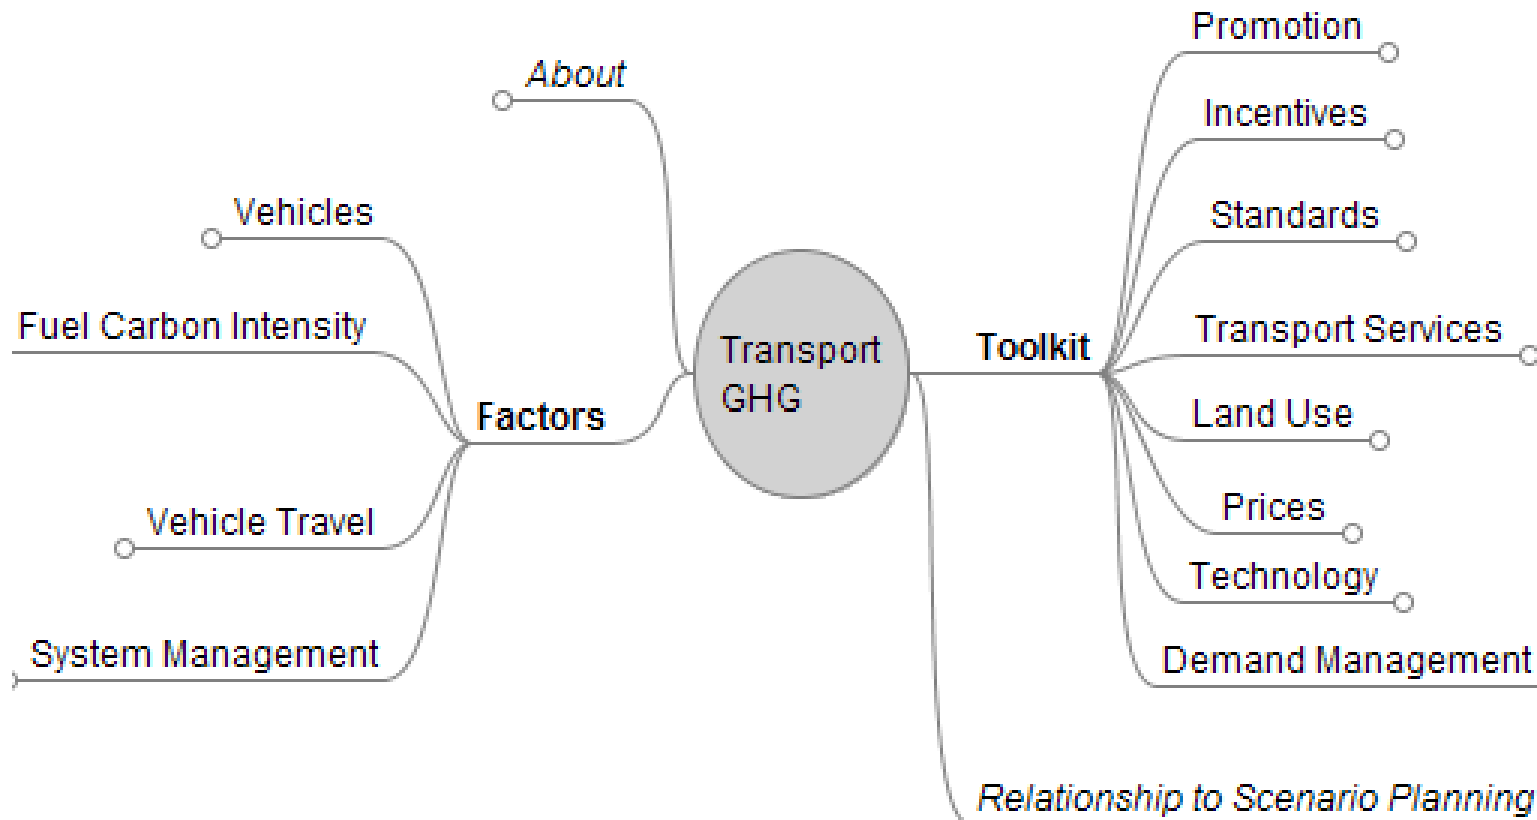 About
Vehicles
Fuel Carbon Intensity
Factors
Vehicle Travel
System Management
Transport
GHG
Toolkit
Promotion
Incentives
Standards
Transport Services
Land Use
Prices
Technology
Demand Management
Relationship to Scenario Planning